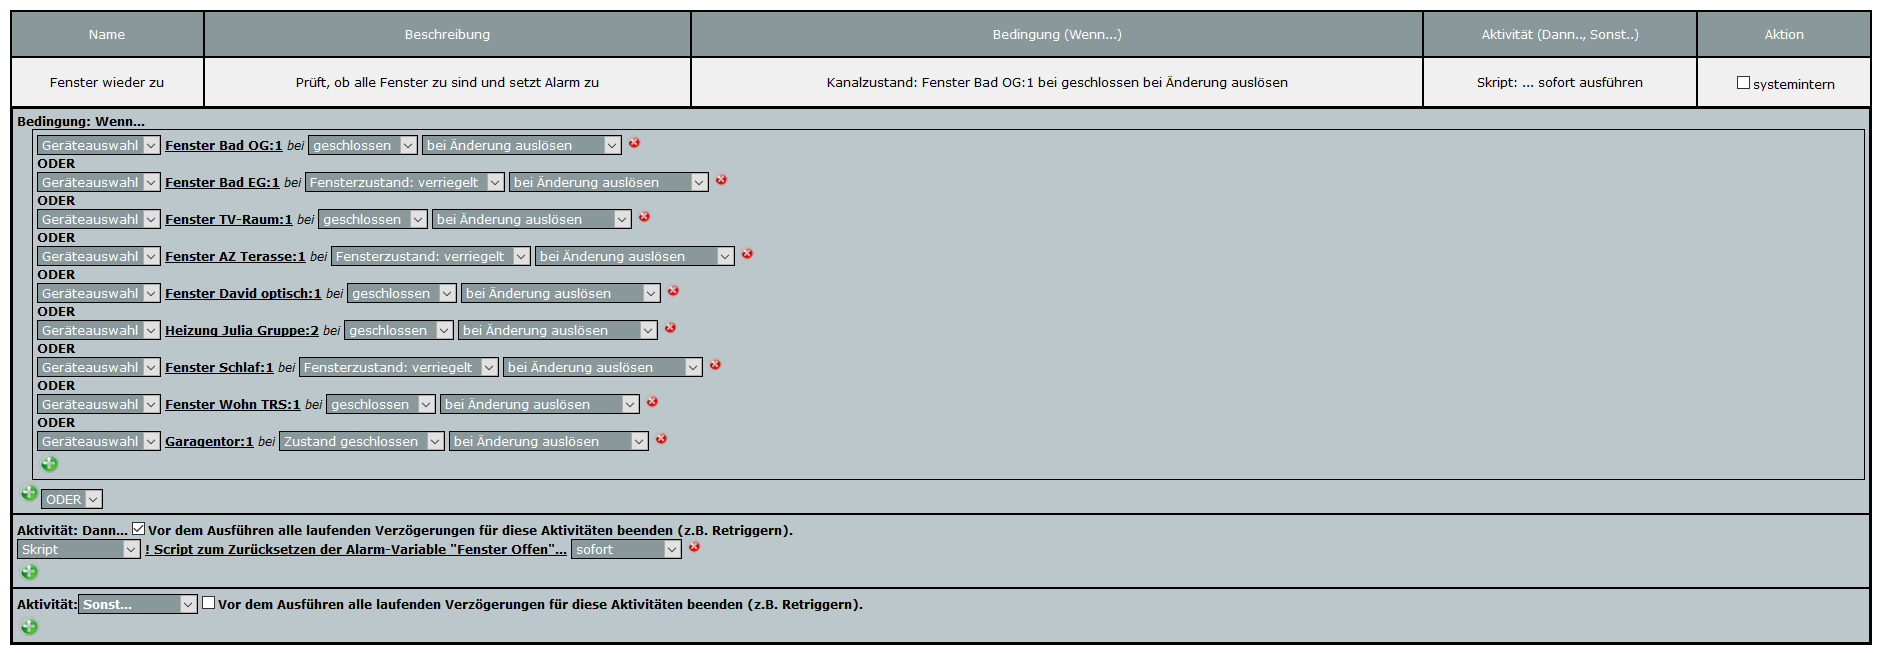 Name Beschreibung Bedingung (Wenn...) Aktivität (Dann.., Sonst..) Aktion
Fenster wieder zu Prüft, ob alle Fenster zu sind und setzt Alarm zu Kanalzustand: Fenster Bad OG:1 bei geschlossen bei Änderung auslösen Skript: ... sofort ausführen systemintern
Bedingung: Wenn...
Geräteauswahl Fenster Bad OG:1 bei geschlossen bei Änderung auslösen
ODER
Geräteauswahl Fenster Bad EG:1 bei Fensterzustand: verriegelt bei Änderung auslösen
ODER
Geräteauswahl Fenster TV-Raum:1 bei geschlossen bei Änderung auslösen
ODER
Geräteauswahl Fenster AZ Terasse:1 bei Fensterzustand: verriegelt bei Änderung auslösen
ODER
Geräteauswahl Fenster David optisch:1 bei geschlossen bei Änderung auslösen
ODER
Geräteauswahl Heizung Julia Gruppe:2 bei geschlossen bei Änderung auslösen
ODER
Geräteauswahl Fenster Schlaf:1 bei Fensterzustand: verriegelt bei Änderung auslösen
ODER
Geräteauswahl Fenster Wohn TRS:1 bei geschlossen bei Änderung auslösen
ODER
Geräteauswahl Garagentor:1 bei Zustand geschlossen bei Änderung auslösen
ODER
Aktivität: Dann... Vor dem Ausführen alle laufenden Verzögerungen für diese Aktivitäten beenden (z.B. Retriggern).
Skript ! Script zum Zurücksetzen der Alarm-Variable "Fenster Offen"... sofort
Aktivität: Sonst... Vor dem Ausführen alle laufenden Verzögerungen für diese Aktivitäten beenden (z.B. Retriggern).